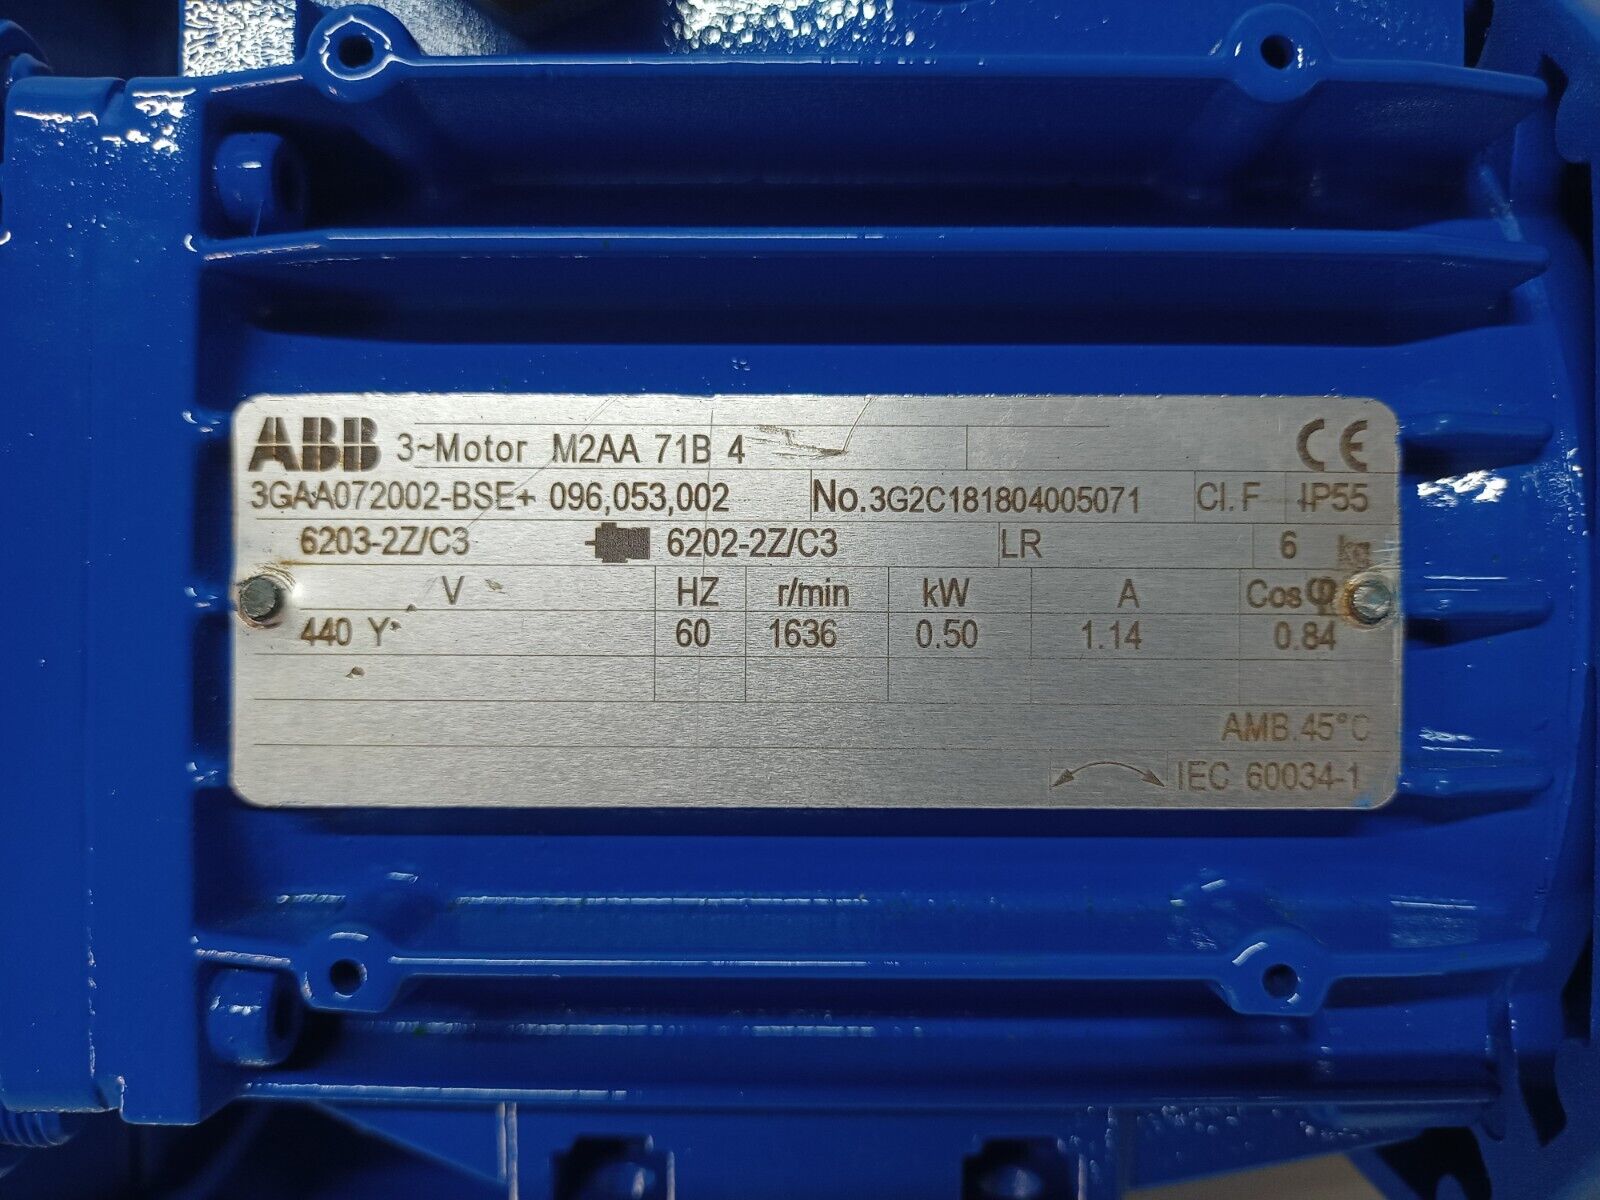 ABB 3~Motor M2AA 71B 4 CE
3GAA072002-BSE+ 096,053,002 No.3G2C181804005071 Cl. F IP55
6203-2Z/C3 6202-2Z/C3 LR 6 kg
V HZ r/min kW A Cos φ
440 Y 60 1636 0.50 1.14 0.84
AMB.45°C
IEC 60034-1